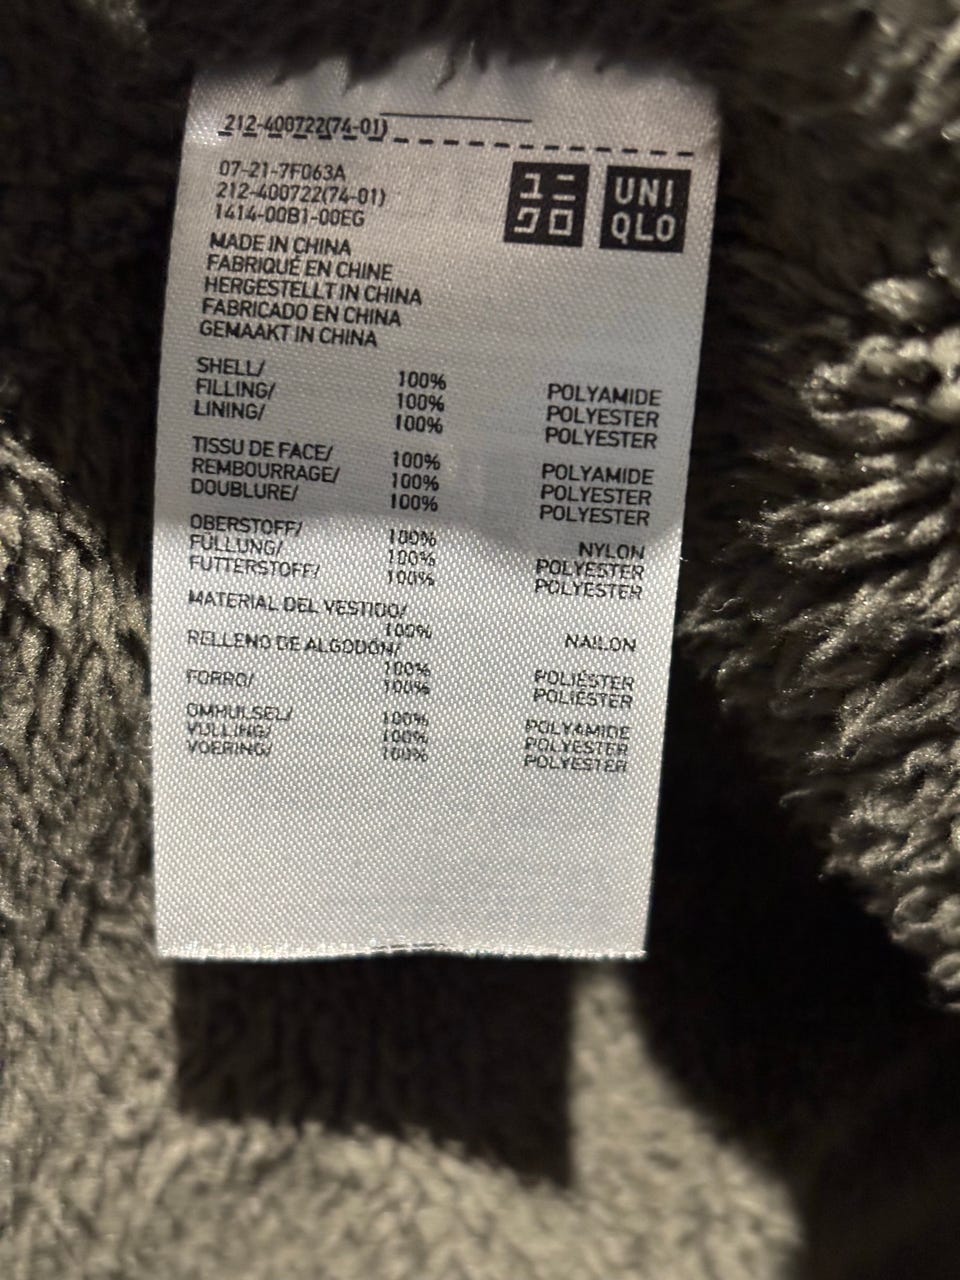 212-400722(74-01)
07-21-7F063A
212-400722(74-01)
1414-00B1-00EG
ユニ
クロ
UNI
QLO
MADE IN CHINA
FABRIQUÉ EN CHINE
HERGESTELLT IN CHINA
FABRICADO EN CHINA
GEMAAKT IN CHINA
SHELL/ 100% POLYAMIDE
FILLING/ 100% POLYESTER
LINING/ 100% POLYESTER
TISSU DE FACE/ 100% POLYAMIDE
REMBOURRAGE/ 100% POLYESTER
DOUBLURE/ 100% POLYESTER
OBERSTOFF/ 100% NYLON
FÜLLUNG/ 100% POLYESTER
FUTTERSTOFF/ 100% POLYESTER
MATERIAL DEL VESTIDO/
100% NAILON
RELLENO DE ALGODÓN/
100% POLIÉSTER
FORRO/ 100% POLIÉSTER
OMHULSEL/ 100% POLYAMIDE
VULLING/ 100% POLYESTER
VOERING/ 100% POLYESTER